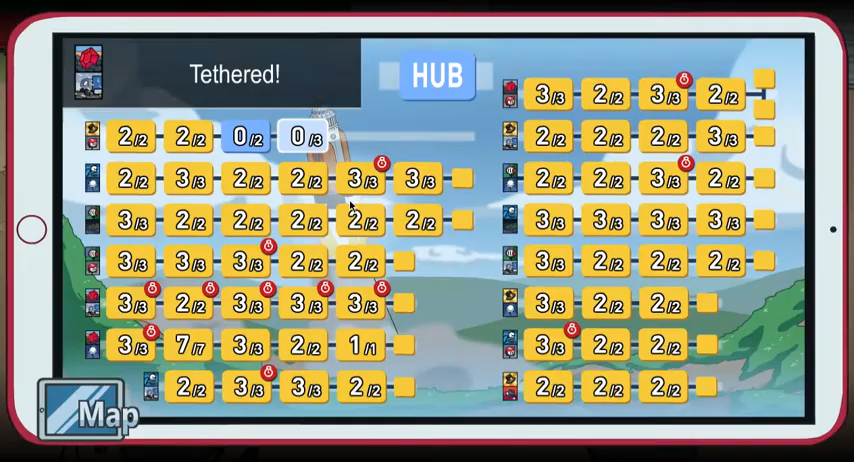 Tethered!
HUB
2/2 2/2 0/2 0/3
2/2 3/3 2/2 2/2 3/3 3/3
3/3 2/2 2/2 2/2 2/2 2/2
3/3 3/3 3/3 2/2 2/2
3/3 2/2 3/3 3/3 3/3
3/3 7/7 3/3 2/2 1/1
2/2 3/3 3/3 2/2
3/3 2/2 3/3 2/2
2/2 2/2 2/2 3/3
2/2 2/2 3/3 2/2
3/3 3/3 3/3 3/3
3/3 2/2 2/2 2/2
3/3 2/2 2/2
3/3 2/2 2/2
2/2 2/2 2/2
Map